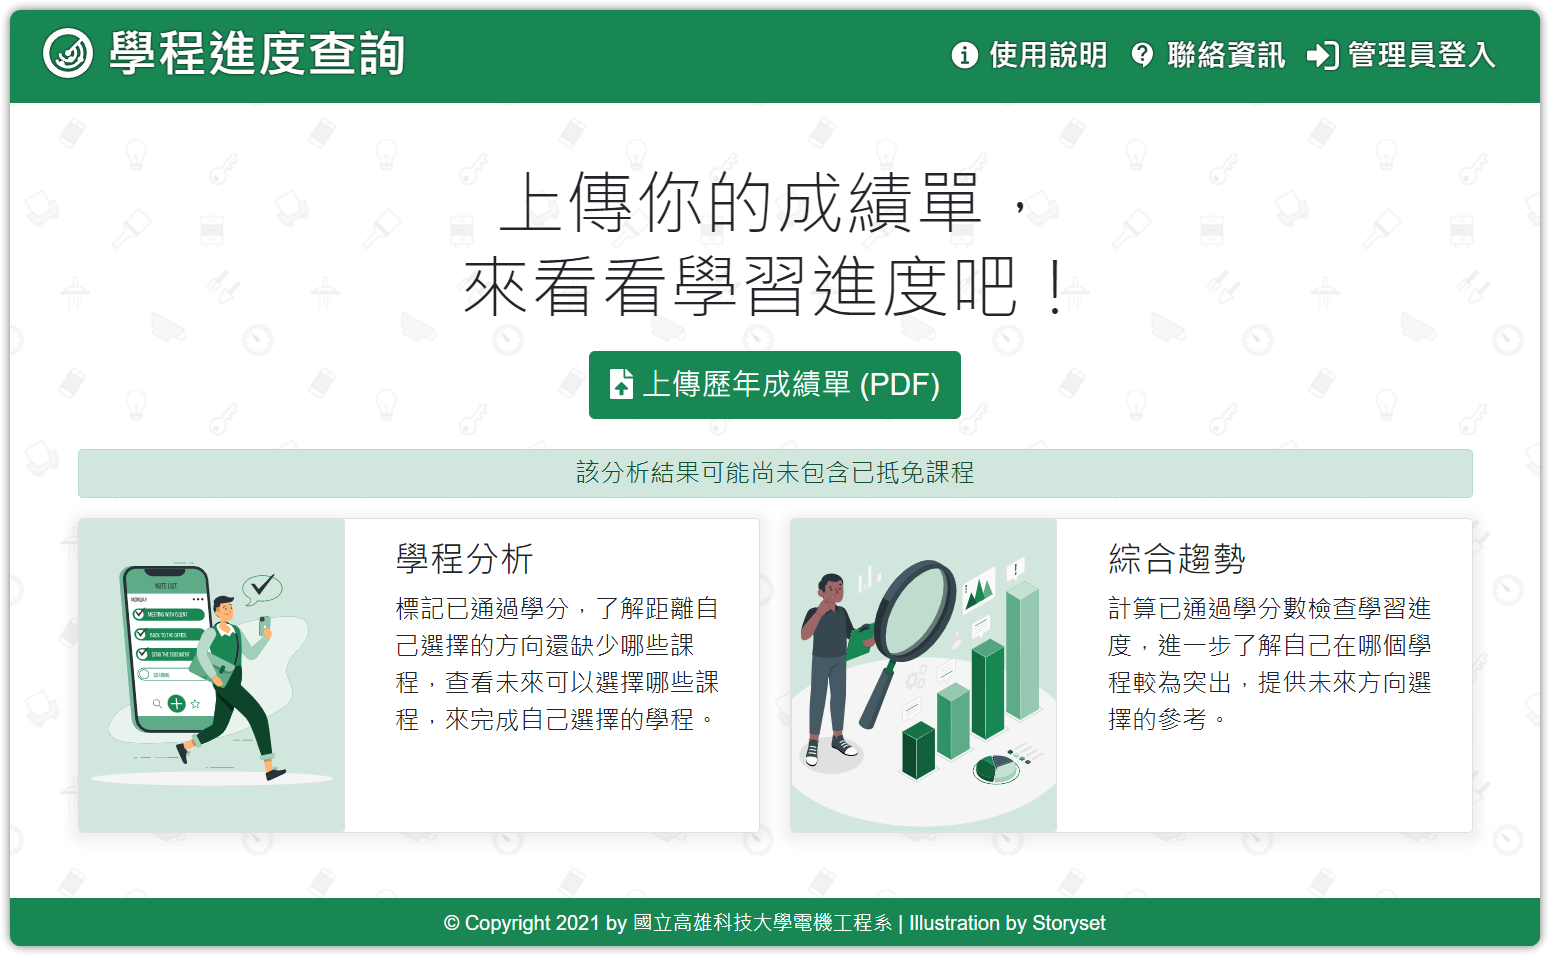 學程進度查詢
使用說明 聯絡資訊 管理員登入
上傳你的成績單，
來看看學習進度吧！
上傳歷年成績單 (PDF)
該分析結果可能尚未包含已抵免課程
NOTE LIST
MONDAY
MEETING WITH CLIENT
BACK TO THE OFFICE
SEND THE DOCUMENT
學程分析
標記已通過學分，了解距離自
己選擇的方向還缺少哪些課
程，查看未來可以選擇哪些課
程，來完成自己選擇的學程。
綜合趨勢
計算已通過學分數檢查學習進
度，進一步了解自己在哪個學
程較為突出，提供未來方向選
擇的參考。
© Copyright 2021 by 國立高雄科技大學電機工程系 | Illustration by Storyset